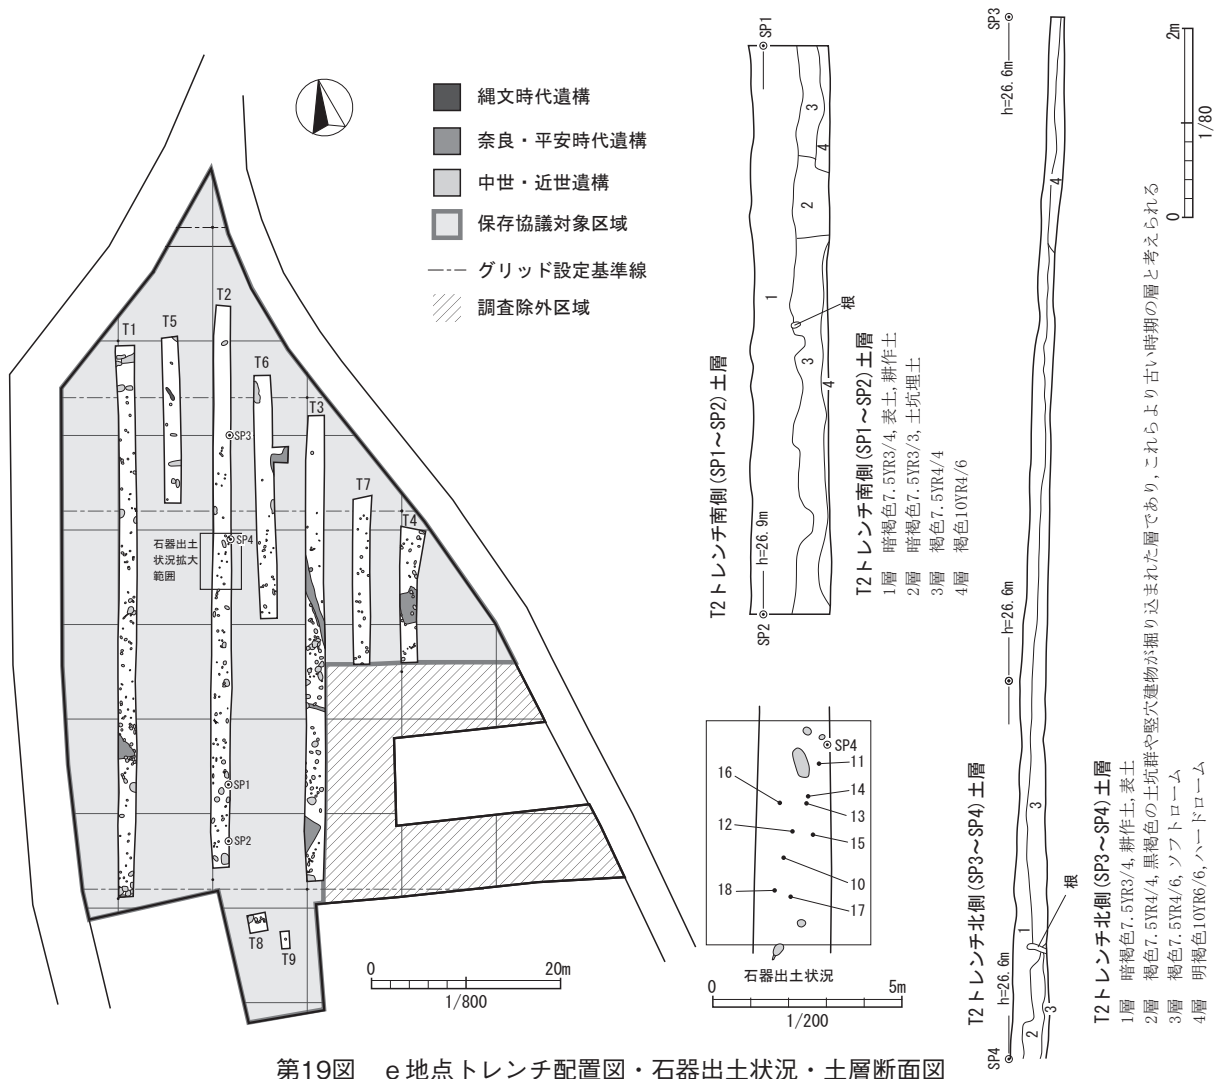 縄文時代遺構
奈良・平安時代遺構
中世・近世遺構
保存協議対象区域
グリッド設定基準線
調査除外区域
T1
T5
T2
T6
T3
T7
T4
SP3
SP4
石器出土
状況拡大
範囲
SP1
SP2
T8
T9
0
20m
1/800
SP1
3
4
2
1
根
3
4
h=26.9m
SP2
T2トレンチ南側(SP1~SP2)土層
T2トレンチ南側(SP1~SP2)土層
1層 暗褐色7.5YR3/4, 表土, 耕作土
2層 暗褐色7.5YR3/3, 土坑埋土
3層 褐色7.5YR4/4
4層 褐色10YR4/6
SP4
11
16
14
13
12
15
10
18
17
石器出土状況
0
5m
1/200
SP3
h=26.6m
4
h=26.6m
3
1
根
h=26.6m
3
2
SP4
T2トレンチ北側(SP3~SP4)土層
T2トレンチ北側(SP3~SP4)土層
1層 暗褐色7.5YR3/4, 耕作土, 表土
2層 褐色7.5YR4/4, 黒褐色の土坑群や竪穴建物が掘り込まれた層であり, これらより古い時期の層と考えられる
3層 褐色7.5YR4/6, ソフトローム
4層 明褐色10YR6/6, ハードローム
2m
0
1/80
第19図 e地点トレンチ配置図・石器出土状況・土層断面図